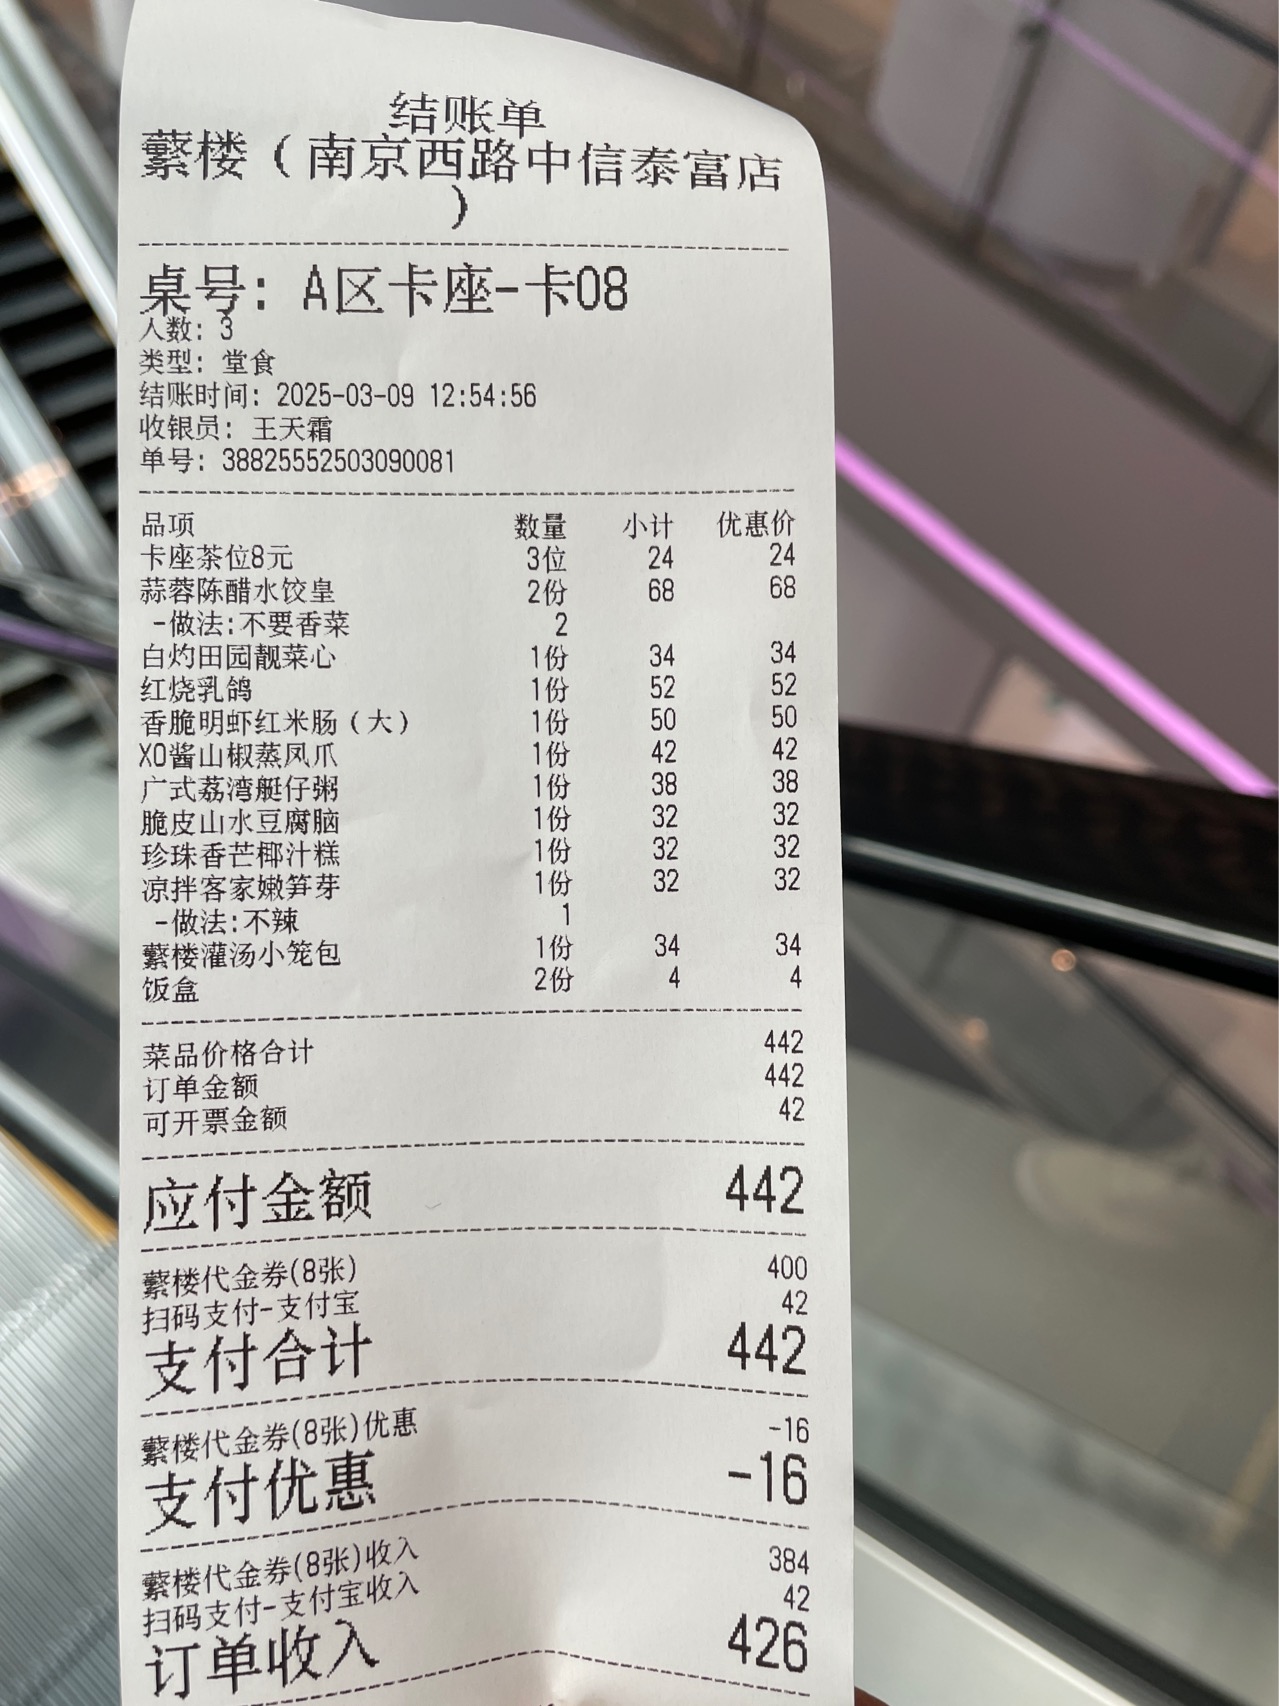 结账单
蘩楼（南京西路中信泰富店
）
桌号：A区卡座-卡08
人数：3
类型：堂食
结账时间：2025-03-09 12:54:56
收银员：王天霜
单号：38825552503090081
品项 数量 小计 优惠价
卡座茶位8元 3位 24 24
蒜蓉陈醋水饺皇 2份 68 68
-做法:不要香菜 2
白灼田园靓菜心 1份 34 34
红烧乳鸽 1份 52 52
香脆明虾红米肠（大） 1份 50 50
XO酱山椒蒸凤爪 1份 42 42
广式荔湾艇仔粥 1份 38 38
脆皮山水豆腐脑 1份 32 32
珍珠香芒椰汁糕 1份 32 32
凉拌客家嫩笋芽 1份 32 32
-做法:不辣 1
蘩楼灌汤小笼包 1份 34 34
饭盒 2份 4 4
菜品价格合计 442
订单金额 442
可开票金额 42
应付金额 442
蘩楼代金券(8张) 400
扫码支付-支付宝 42
支付合计 442
蘩楼代金券(8张)优惠 -16
支付优惠 -16
蘩楼代金券(8张)收入 384
扫码支付-支付宝收入 42
订单收入 426